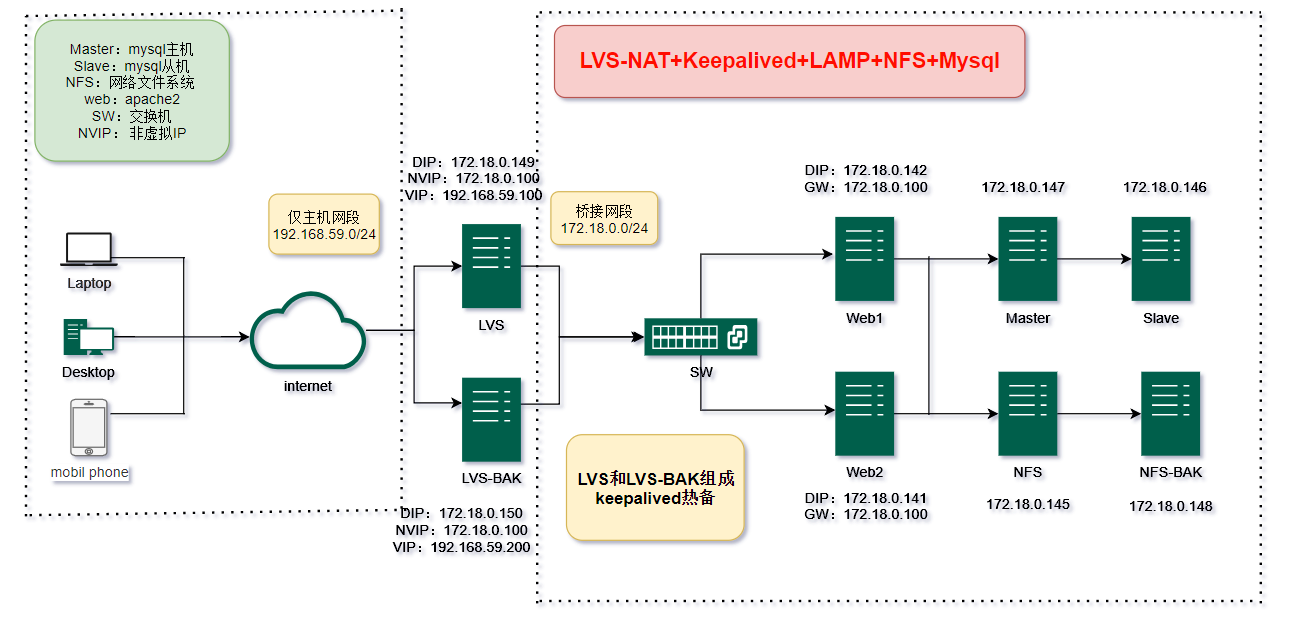 Master：mysql主机
Slave：mysql从机
NFS：网络文件系统
web：apache2
SW：交换机
NVIP：非虚拟IP
LVS-NAT+Keepalived+LAMP+NFS+Mysql
DIP：172.18.0.149
NVIP：172.18.0.100
VIP：192.168.59.100
仅主机网段
192.168.59.0/24
桥接网段
172.18.0.0/24
DIP：172.18.0.142
GW：172.18.0.100
172.18.0.147
172.18.0.146
Laptop
Desktop
mobil phone
internet
LVS
LVS-BAK
SW
Web1
Master
Slave
Web2
NFS
NFS-BAK
LVS和LVS-BAK组成
keepalived热备
DIP：172.18.0.150
NVIP：172.18.0.100
VIP：192.168.59.200
DIP：172.18.0.141
GW：172.18.0.100
172.18.0.145
172.18.0.148